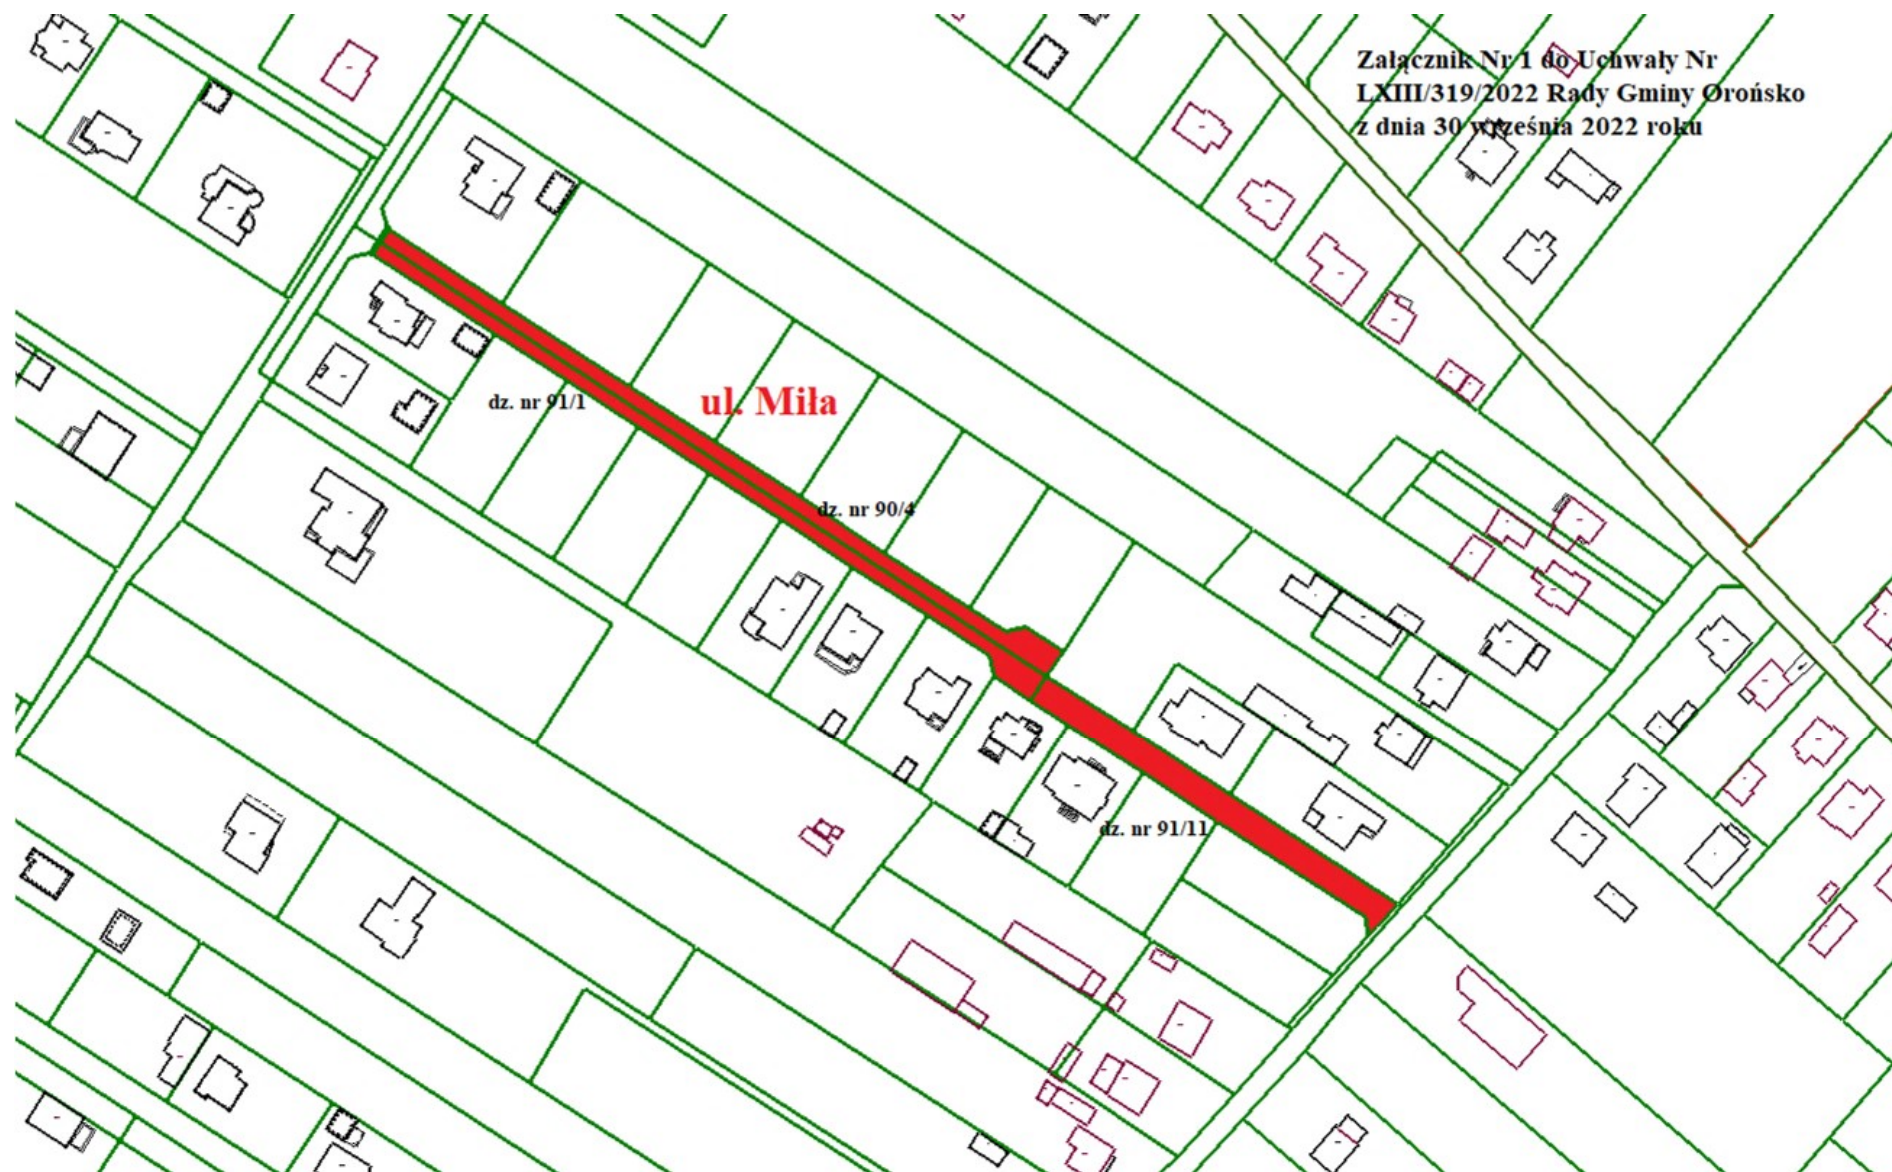 Załącznik Nr 1 do Uchwały Nr
LXIII/319/2022 Rady Gminy Orońsko
z dnia 30 września 2022 roku
ul. Miła
dz. nr 91/1
dz. nr 90/4
dz. nr 91/11